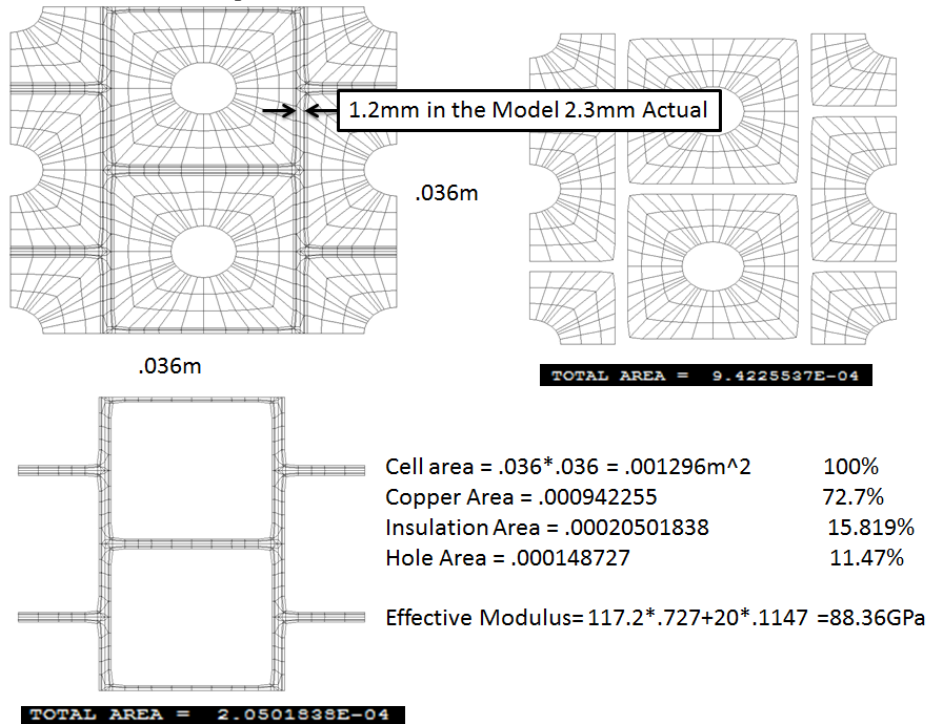 1.2mm in the Model 2.3mm Actual
.036m
.036m
TOTAL AREA = 9.4225537E-04
Cell area = .036*.036 = .001296m^2 100%
Copper Area = .000942255 72.7%
Insulation Area = .00020501838 15.819%
Hole Area = .000148727 11.47%
Effective Modulus= 117.2*.727+20*.1147 =88.36GPa
TOTAL AREA = 2.0501838E-04